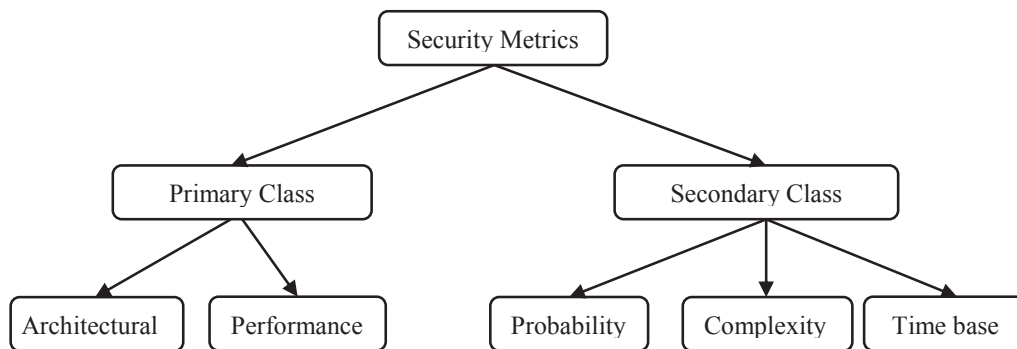 Security Metrics
Primary Class
Secondary Class
Architectural
Performance
Probability
Complexity
Time base